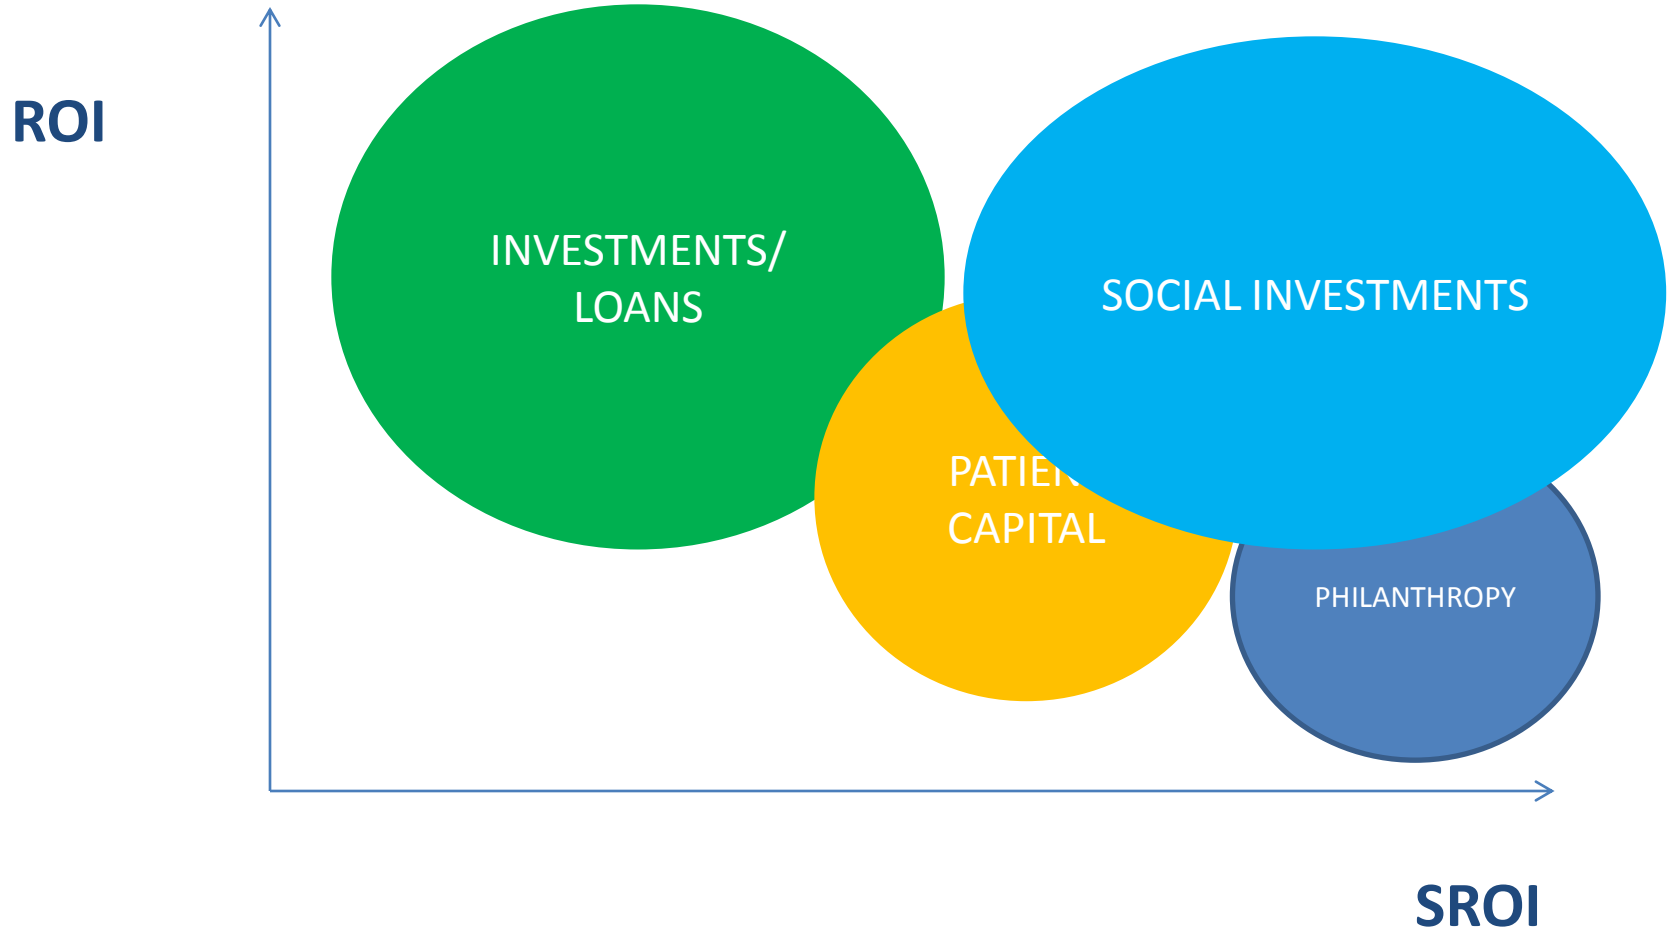 ROI
INVESTMENTS/
LOANS
SOCIAL INVESTMENTS
CAPITAL
PHILANTHROPY
SROI